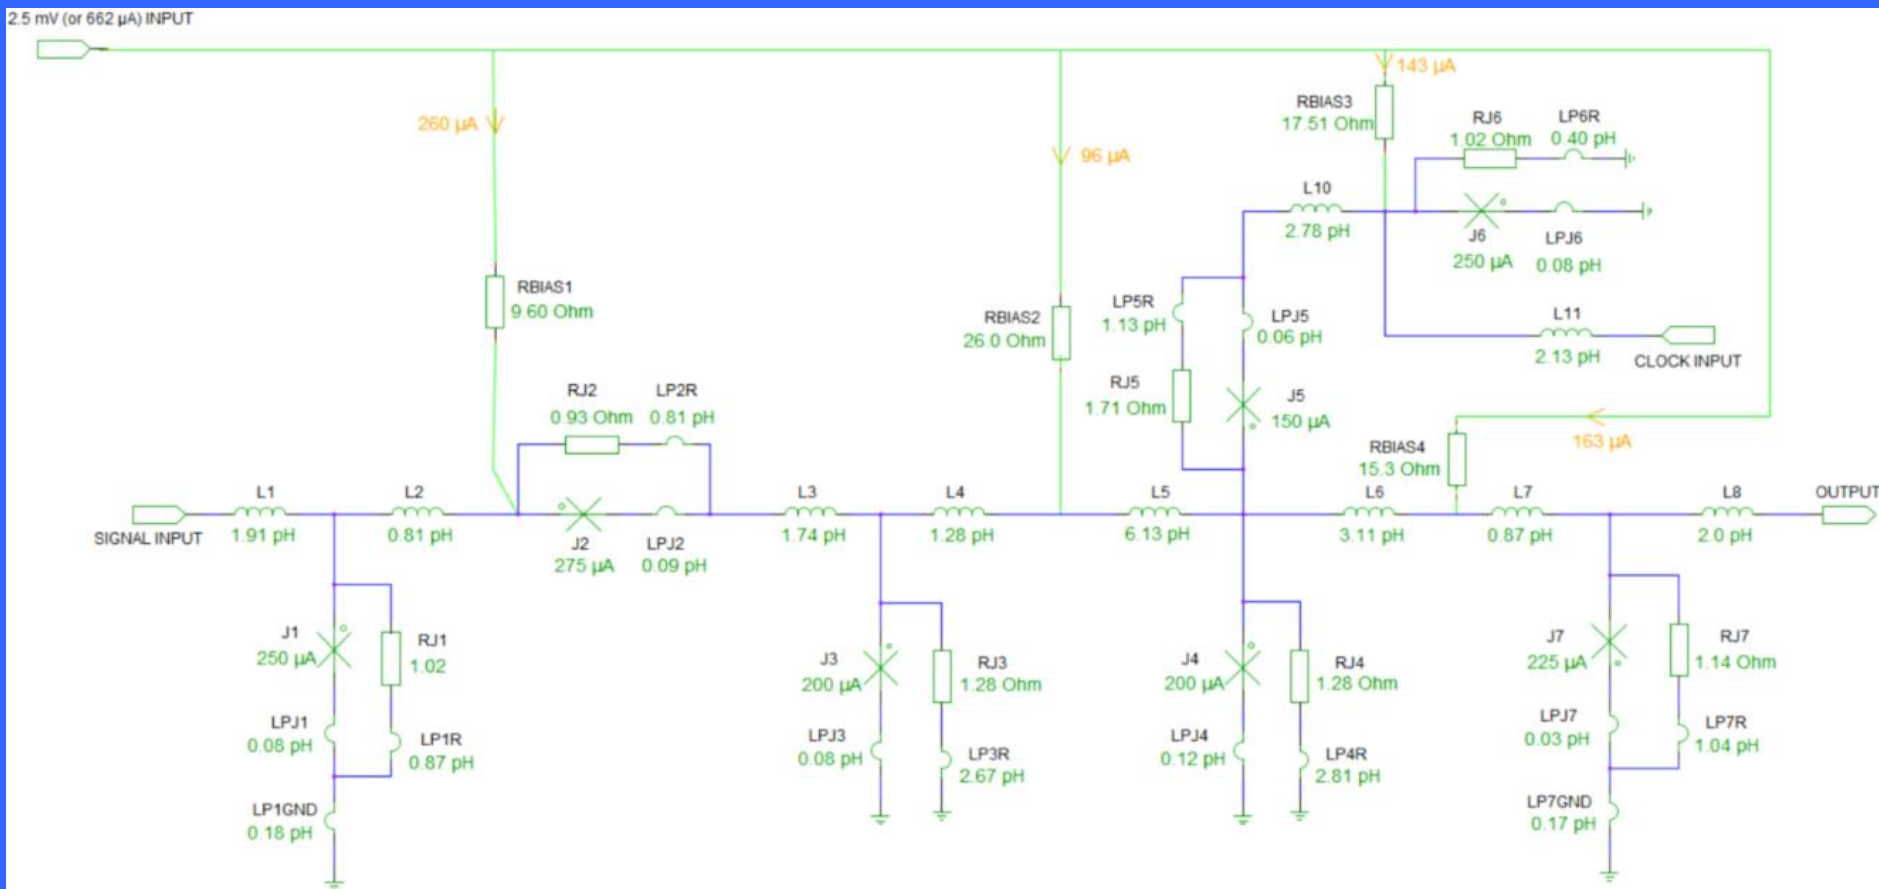 2.5 mV (or 662 µA) INPUT
143 µA
260 µA
96 µA
RBIAS3
17.51 Ohm
RJ6
1.02 Ohm
LP6R
0.40 pH
L10
2.78 pH
J6
250 µA
LPJ6
0.08 pH
RBIAS1
9.60 Ohm
RBIAS2
26.0 Ohm
LP5R
1.13 pH
LPJ5
0.06 pH
L11
2.13 pH
CLOCK INPUT
RJ2
0.93 Ohm
LP2R
0.81 pH
RJ5
1.71 Ohm
J5
150 µA
RBIAS4
15.3 Ohm
163 µA
SIGNAL INPUT
L1
1.91 pH
L2
0.81 pH
J2
275 µA
LPJ2
0.09 pH
L3
1.74 pH
L4
1.28 pH
L5
6.13 pH
L6
3.11 pH
L7
0.87 pH
L8
2.0 pH
OUTPUT
J1
250 µA
RJ1
1.02
LPJ1
0.08 pH
LP1R
0.87 pH
LP1GND
0.18 pH
J3
200 µA
RJ3
1.28 Ohm
LPJ3
0.08 pH
LP3R
2.67 pH
J4
200 µA
RJ4
1.28 Ohm
LPJ4
0.12 pH
LP4R
2.81 pH
J7
225 µA
RJ7
1.14 Ohm
LPJ7
0.03 pH
LP7R
1.04 pH
LP7GND
0.17 pH